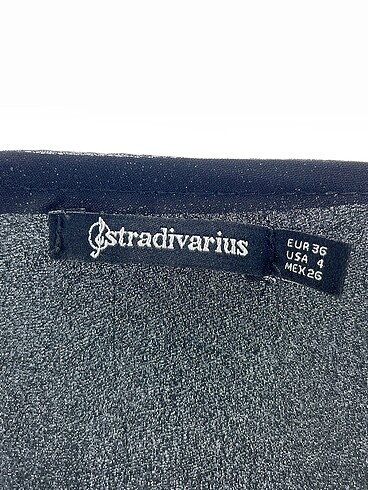 stradivarius
EUR 36
USA 4
MEX 26